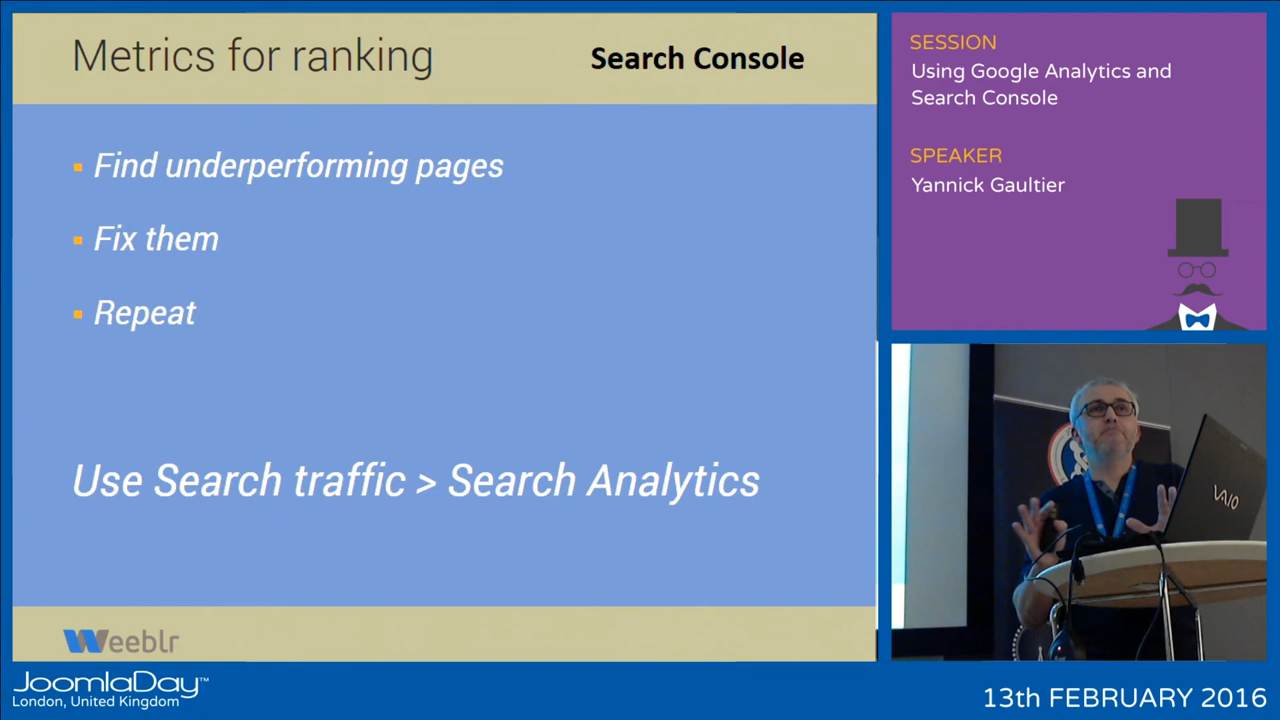 Metrics for ranking
Search Console
Find underperforming pages
Fix them
Repeat
Use Search traffic > Search Analytics
Weeblr
SESSION
Using Google Analytics and
Search Console
SPEAKER
Yannick Gaultier
VAIO
JoomlaDay™
London, United Kingdom
13th FEBRUARY 2016